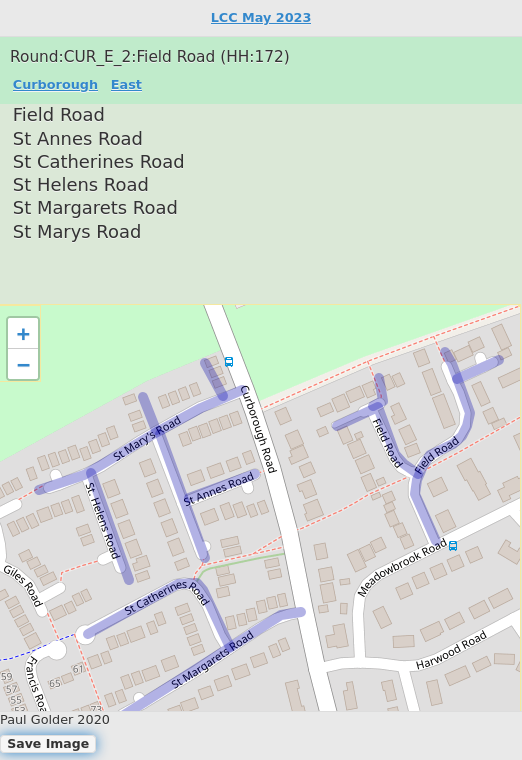 LCC May 2023
Round:CUR_E_2:Field Road (HH:172)
Curborough East
Field Road
St Annes Road
St Catherines Road
St Helens Road
St Margarets Road
St Marys Road
+
−
Curborough Road
St Mary's Road
Field Road
Field Road
St Annes Road
St. Helens Road
Meadowbrook Road
Giles Road
St Catherines Road
Harwood Road
St Margarets Road
Francis Roa
61
59
65
57
55
53
73
Paul Golder 2020
Save Image